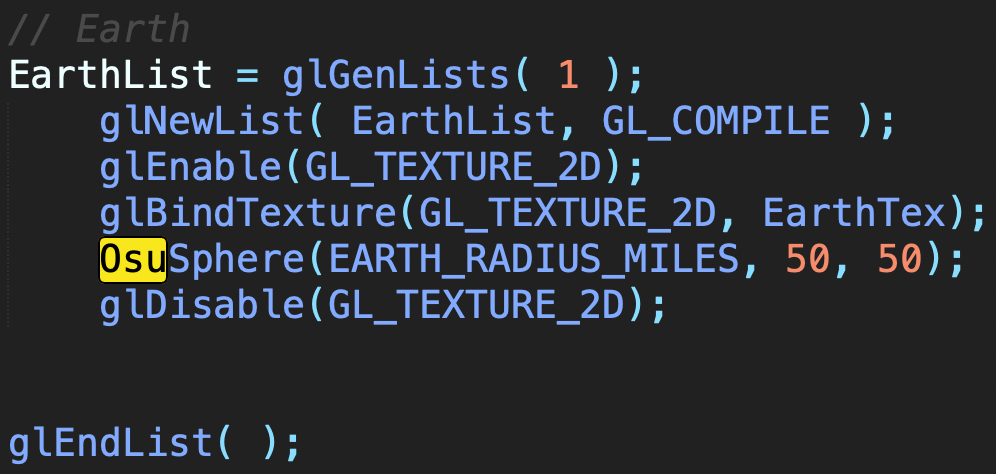 // Earth
EarthList = glGenLists( 1 );
glNewList( EarthList, GL_COMPILE );
glEnable(GL_TEXTURE_2D);
glBindTexture(GL_TEXTURE_2D, EarthTex);
OsuSphere(EARTH_RADIUS_MILES, 50, 50);
glDisable(GL_TEXTURE_2D);
glEndList( );